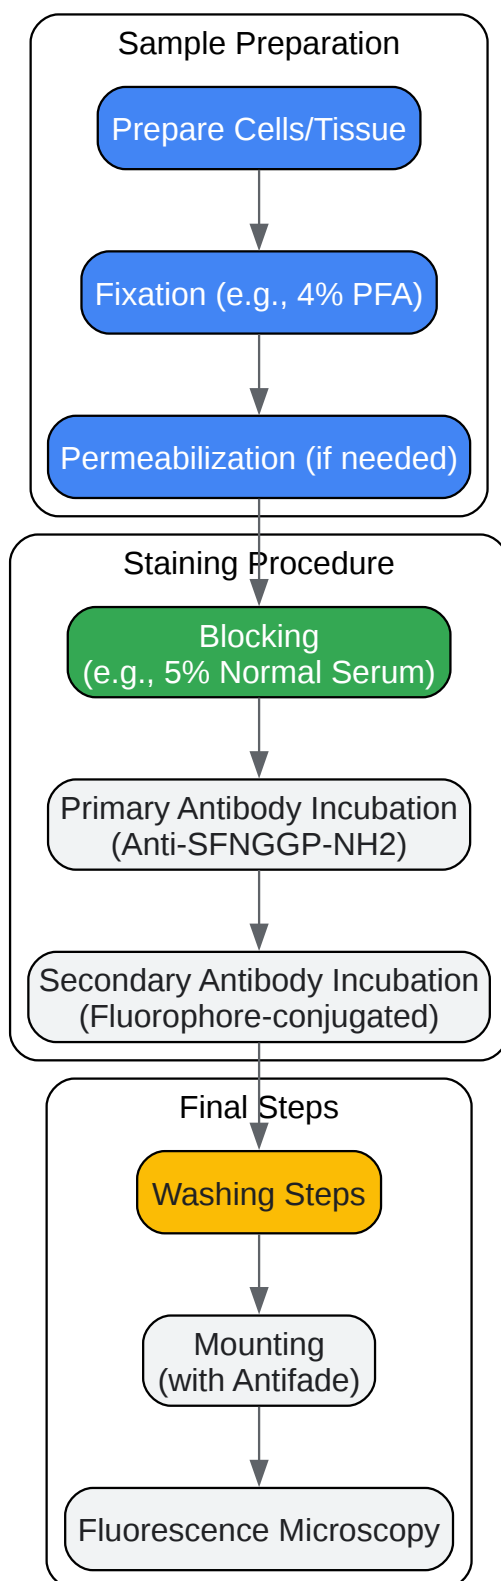 Sample Preparation
Prepare Cells/Tissue
Fixation (e.g., 4% PFA)
Permeabilization (if needed)
Staining Procedure
Blocking
(e.g., 5% Normal Serum)
Primary Antibody Incubation
(Anti-SFNGGP-NH2)
Secondary Antibody Incubation
(Fluorophore-conjugated)
Final Steps
Washing Steps
Mounting
(with Antifade)
Fluorescence Microscopy